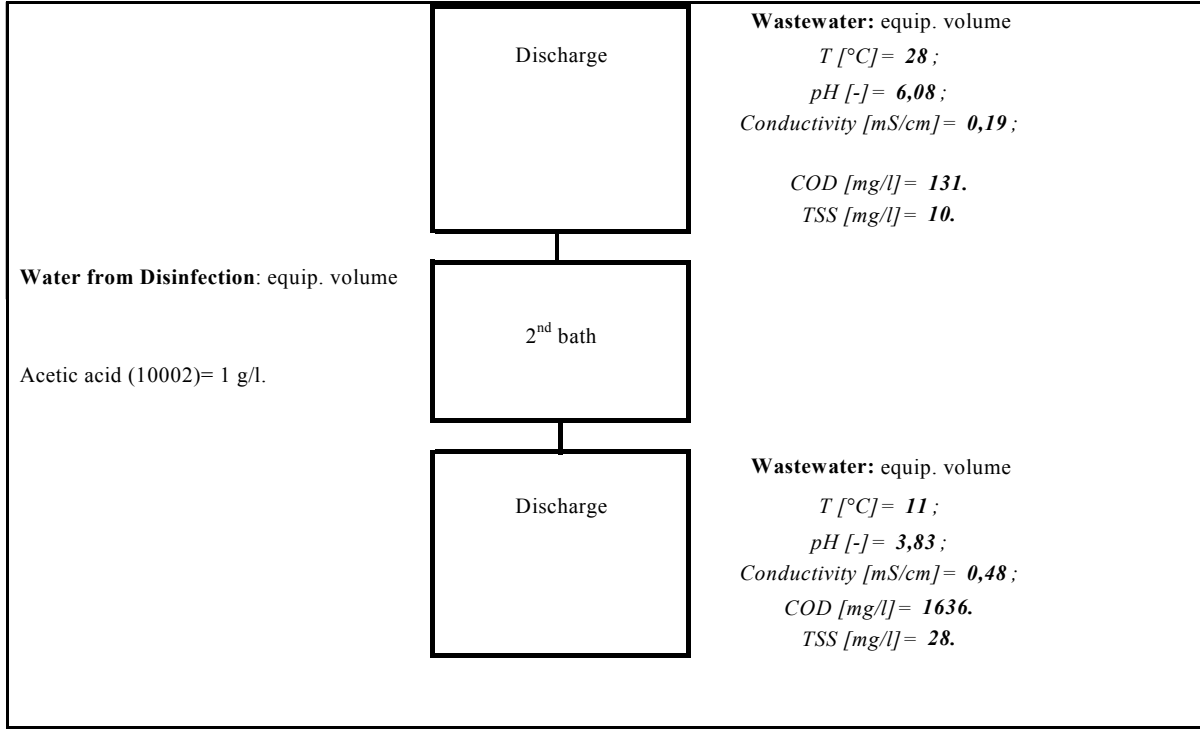 Discharge
Wastewater: equip. volume
T [°C]= 28 ;
pH [-]= 6,08 ;
Conductivity [mS/cm]= 0,19 ;
COD [mg/l]= 131.
TSS [mg/l]= 10.
Water from Disinfection: equip. volume
2nd bath
Acetic acid (10002)= 1 g/l.
Discharge
Wastewater: equip. volume
T [°C]= 11 ;
pH [-]= 3,83 ;
Conductivity [mS/cm]= 0,48 ;
COD [mg/l]= 1636.
TSS [mg/l]= 28.